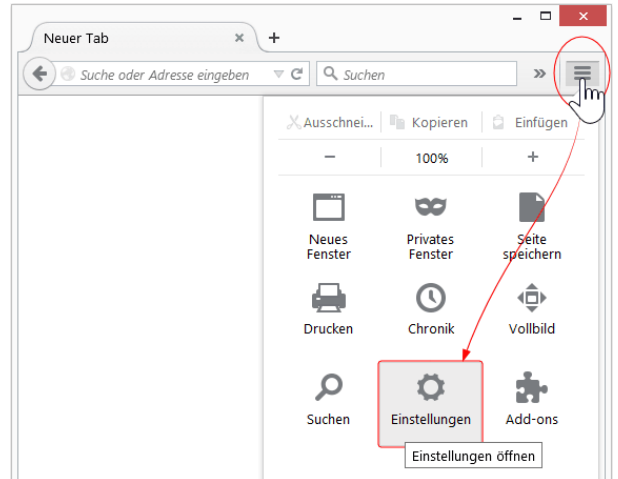 Neuer Tab
Suche oder Adresse eingeben
Suchen
Ausschnei... Kopieren Einfügen
− 100% +
Neues Privates Seite
Fenster Fenster speichern
Drucken Chronik Vollbild
Suchen Einstellungen Add-ons
Einstellungen öffnen